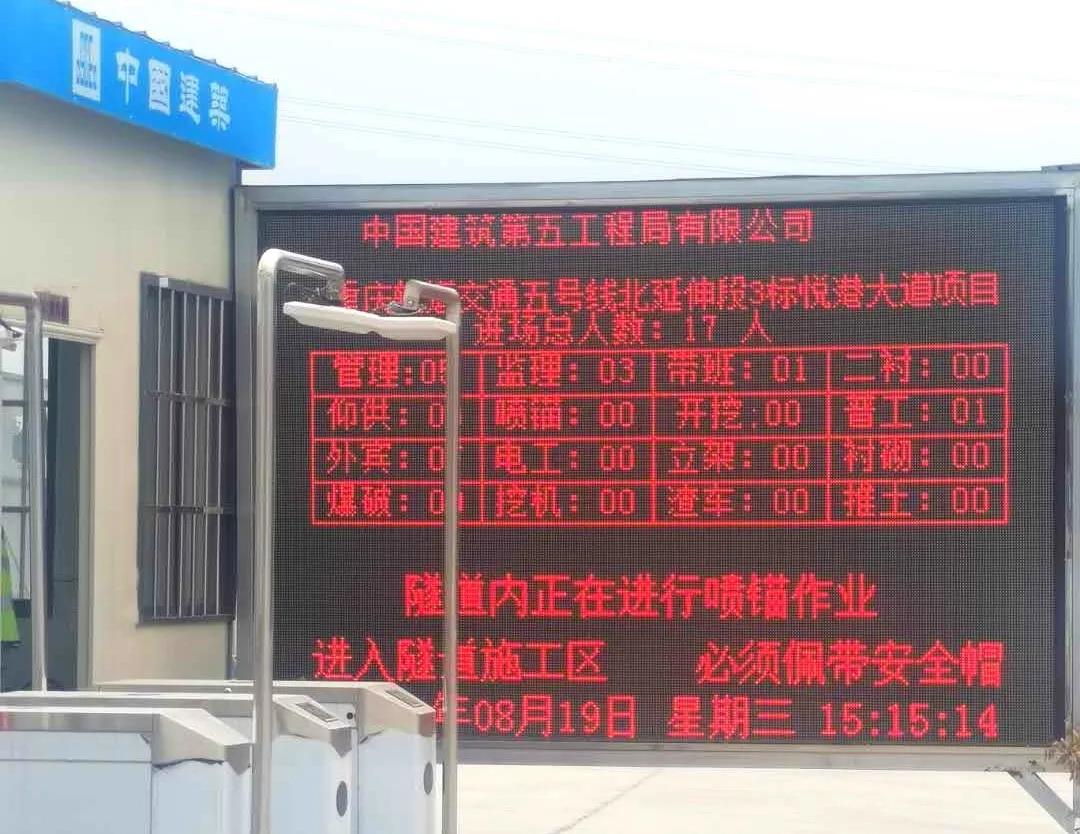 中国建筑
中国建筑第五工程局有限公司
重庆 交通五号线北延伸段3标悦港大道项目
进场总人数：17 人
管理:05 监理：03 带班：01 二衬：00
仰供：0 喷锚：00 开挖:00 普工：01
外宾：0 电工：00 立架：00 衬砌：00
爆破： 挖机：00 渣车：00 推土：00
隧道内正在进行喷锚作业
进入隧道施工区 必须佩带安全帽
年08月19日 星期三 15:15:14